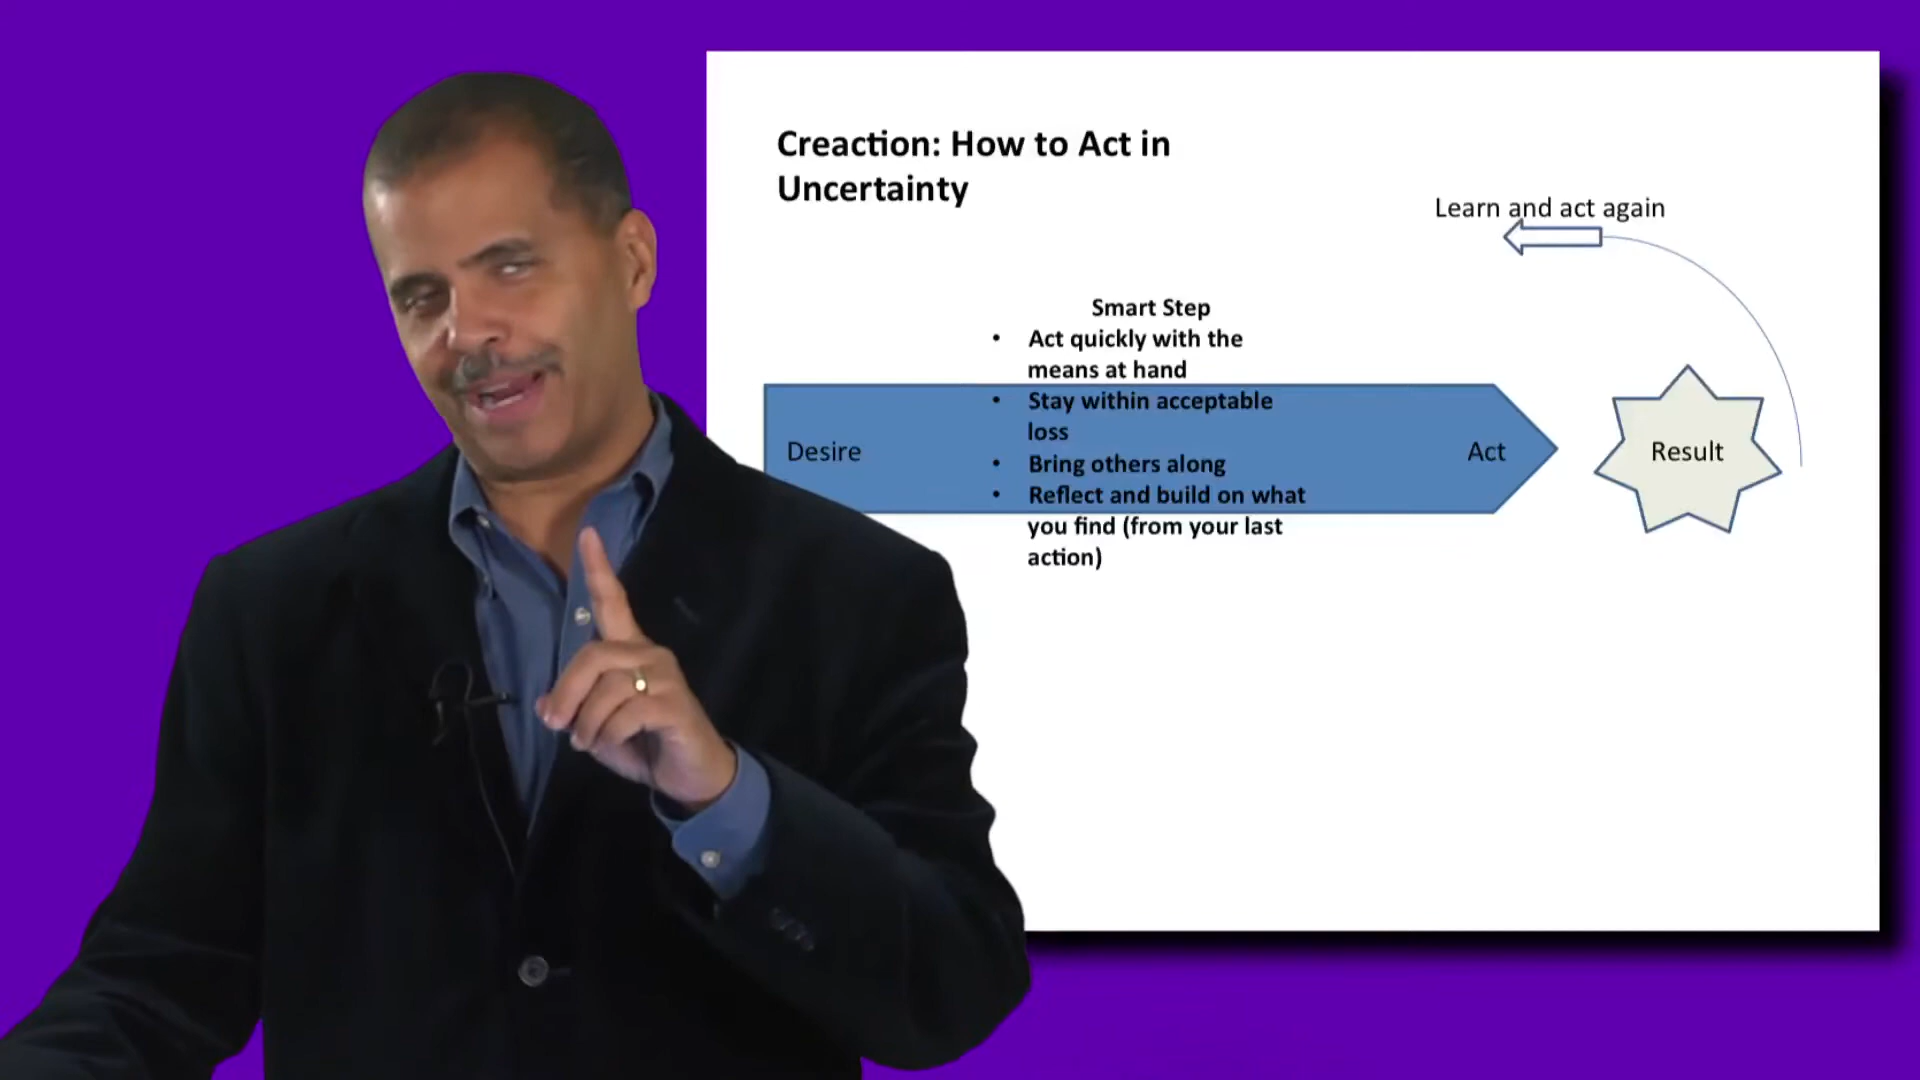 Creaction: How to Act in
Uncertainty
Learn and act again
Smart Step
• Act quickly with the
means at hand
• Stay within acceptable
loss
• Bring others along
• Reflect and build on what
you find (from your last
action)
Desire
Act
Result